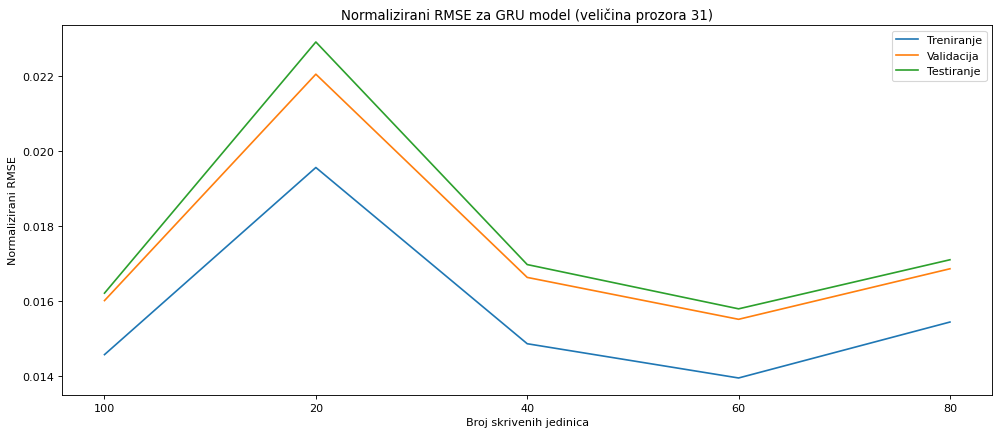 Normalizirani RMSE za GRU model (veličina prozora 31)
Treniranje
Validacija
Testiranje
Normalizirani RMSE
0.022
0.020
0.018
0.016
0.014
100
20
40
60
80
Broj skrivenih jedinica